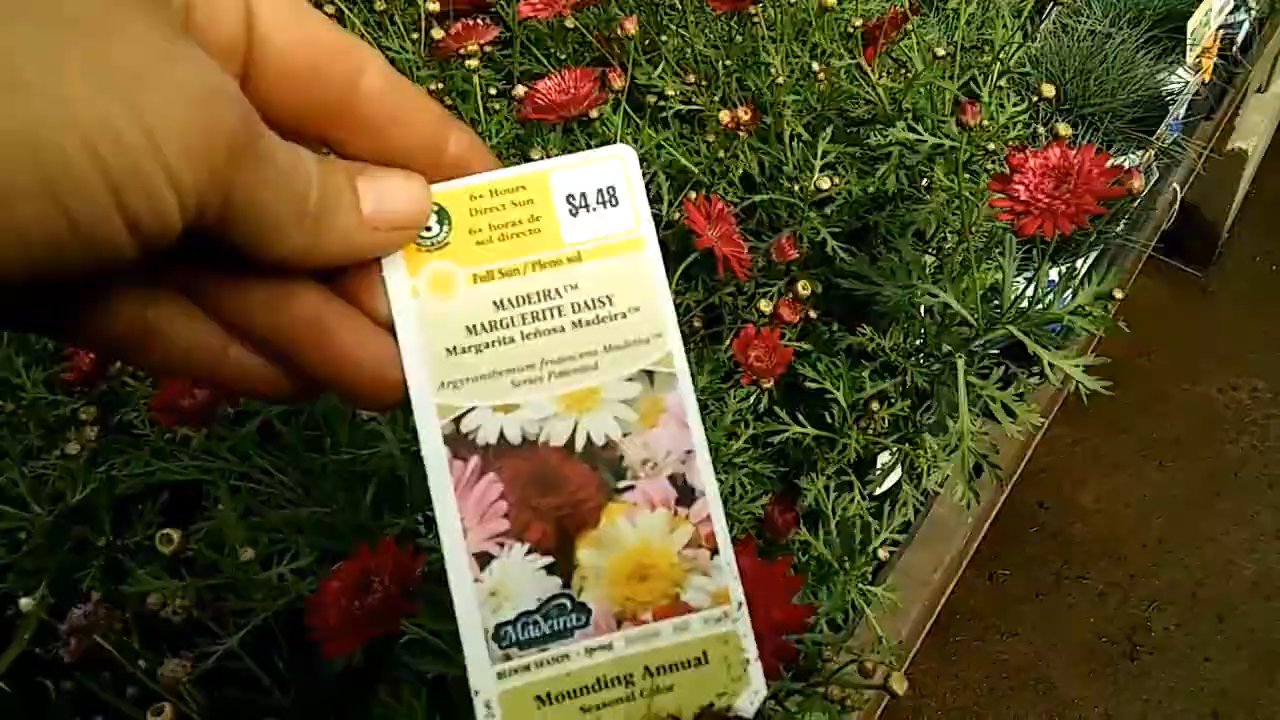 6+ Hours
Direct Sun
6+ horas de
sol directo
$4.48
Full Sun / Pleno sol
MADEIRA™
MARGUERITE DAISY
Margarita leñosa Madeira™
Argyranthemum frutescens Madeira™
Series Patented
Madeira
BLOOM SEASON - Spring
Mounding Annual
Seasonal Color